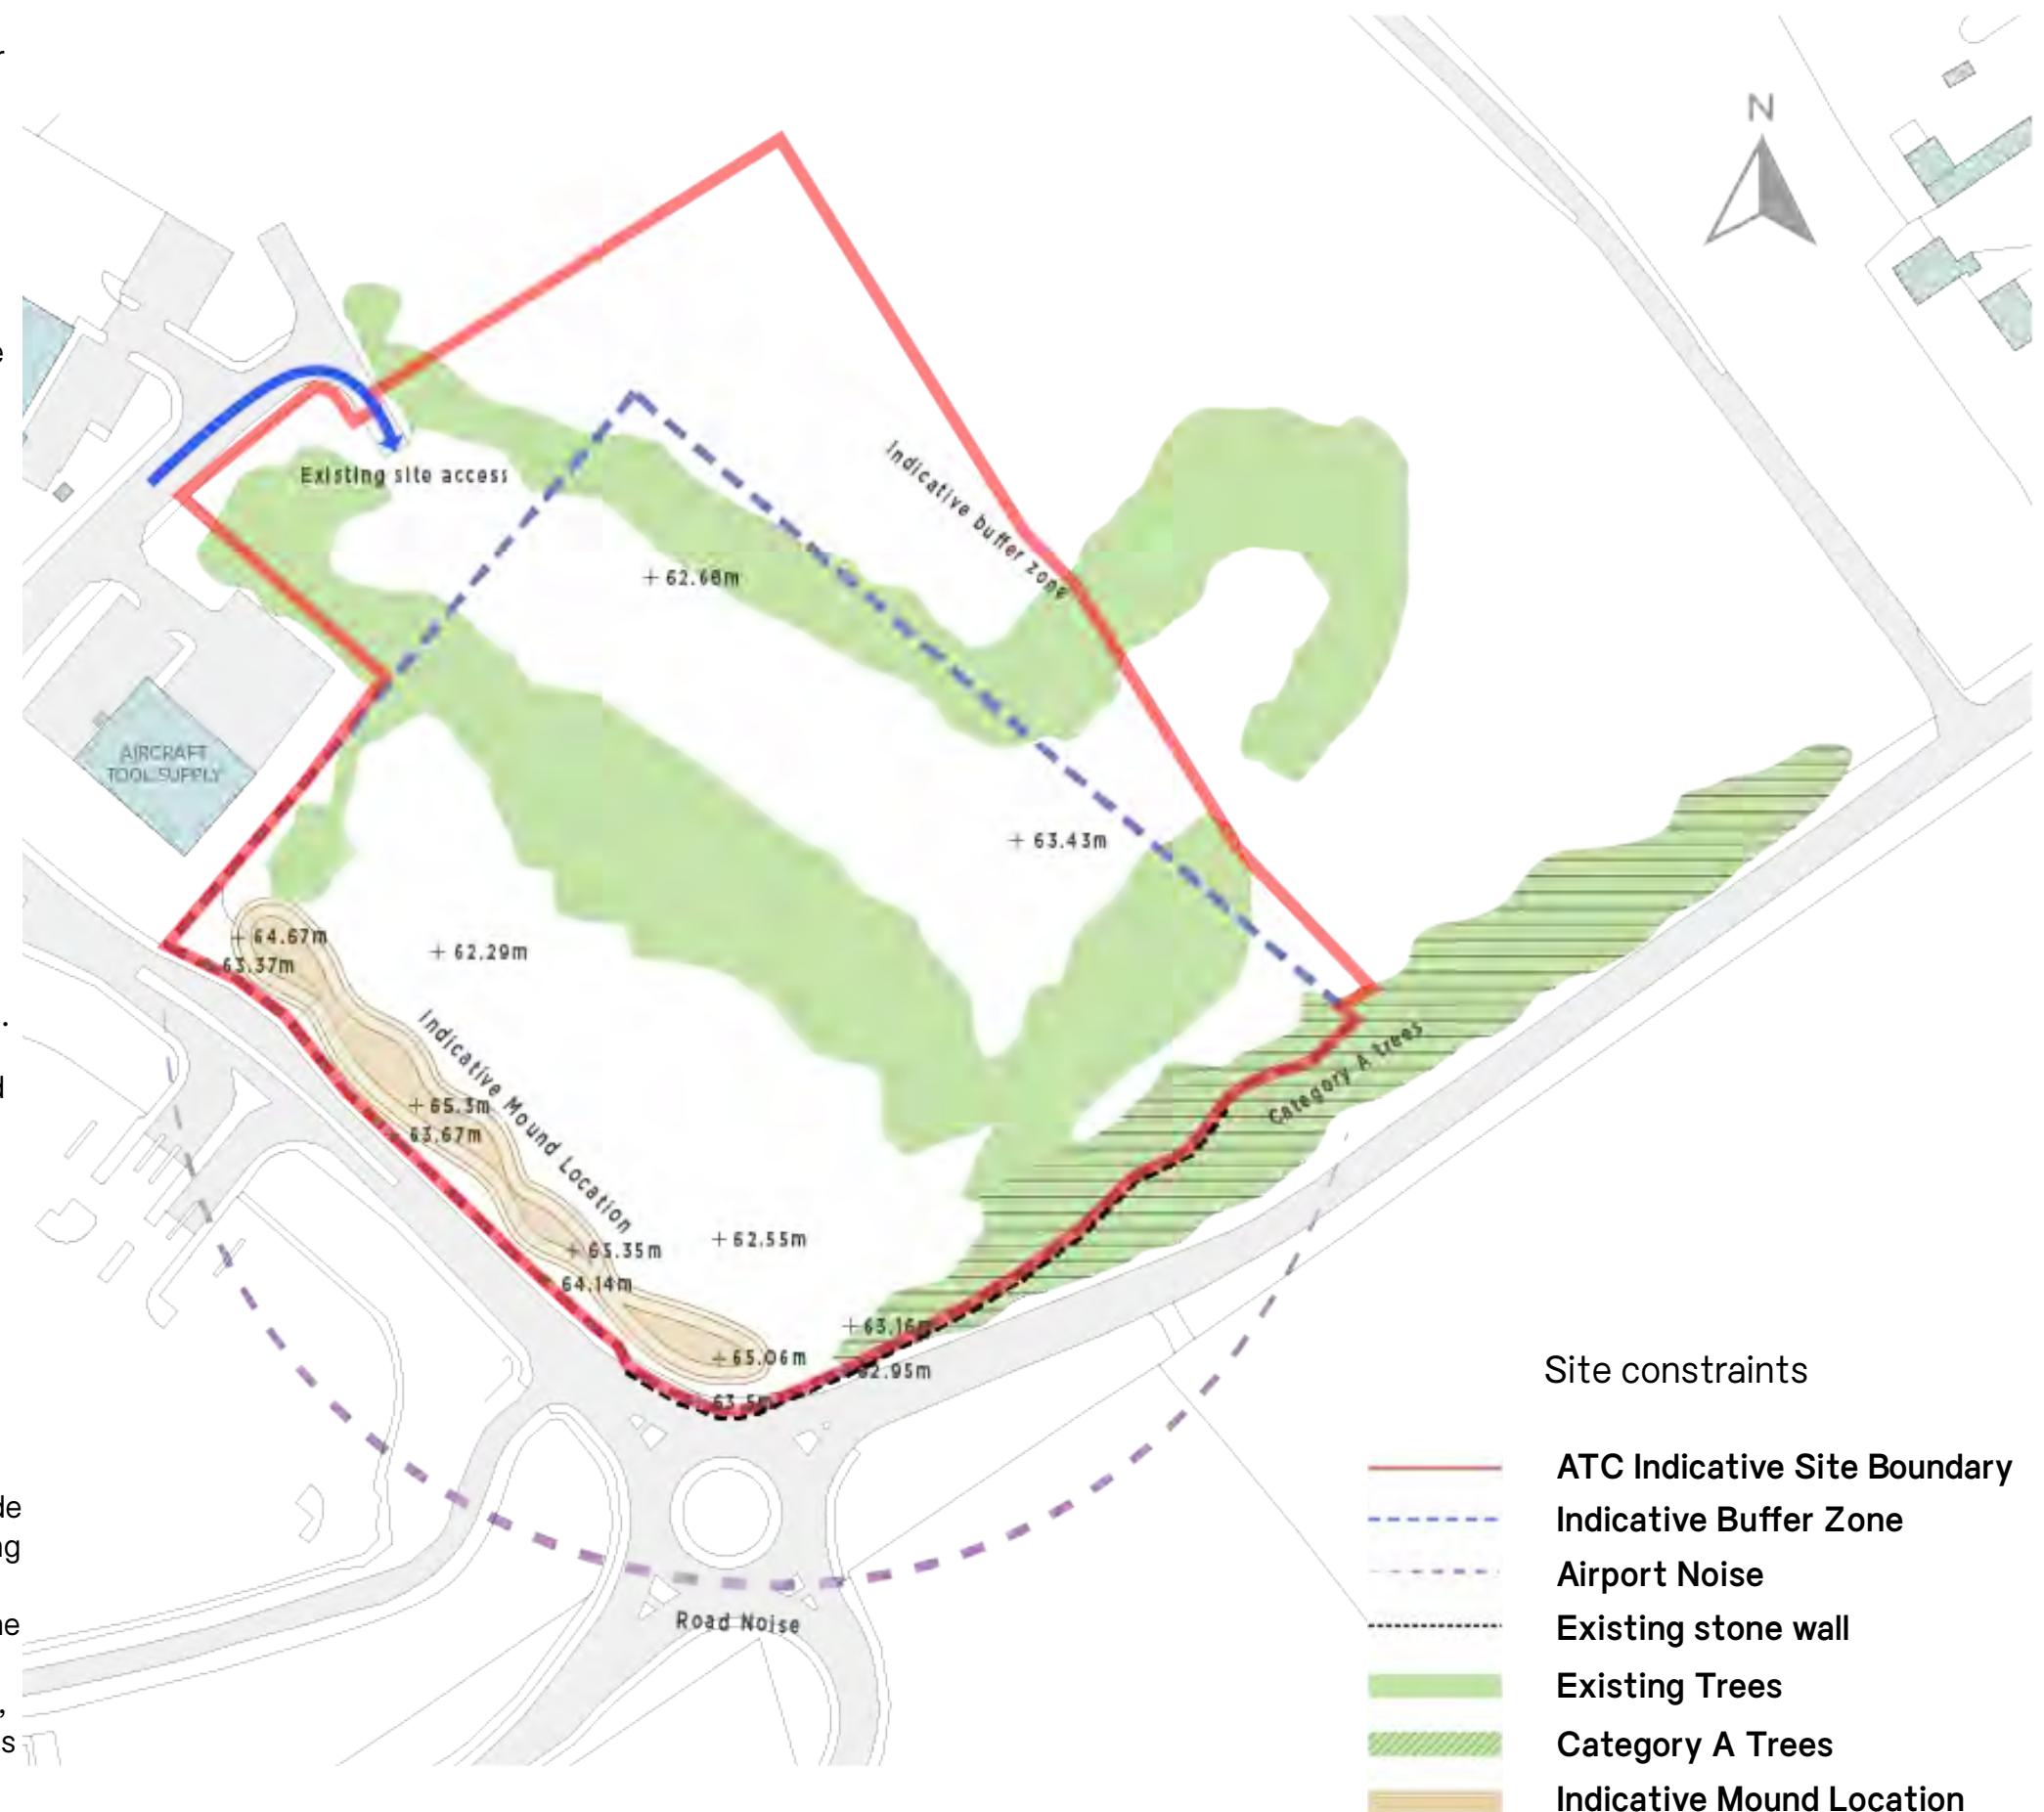 N
Existing site access
Indicative buffer zone
+ 62.68m
AIRCRAFT
TOOL SUPPLY
+ 63.43m
+ 64.67m
63.37m
+ 62.29m
Indicative Mound Location
+ 65.3m
63.67m
Category A trees
+ 62.55m
+ 65.35m
64.14m
+ 63.16m
+ 65.06m
62.95m
63.5m
Road Noise
Site constraints
ATC Indicative Site Boundary
Indicative Buffer Zone
Airport Noise
Existing stone wall
Existing Trees
Category A Trees
Indicative Mound Location